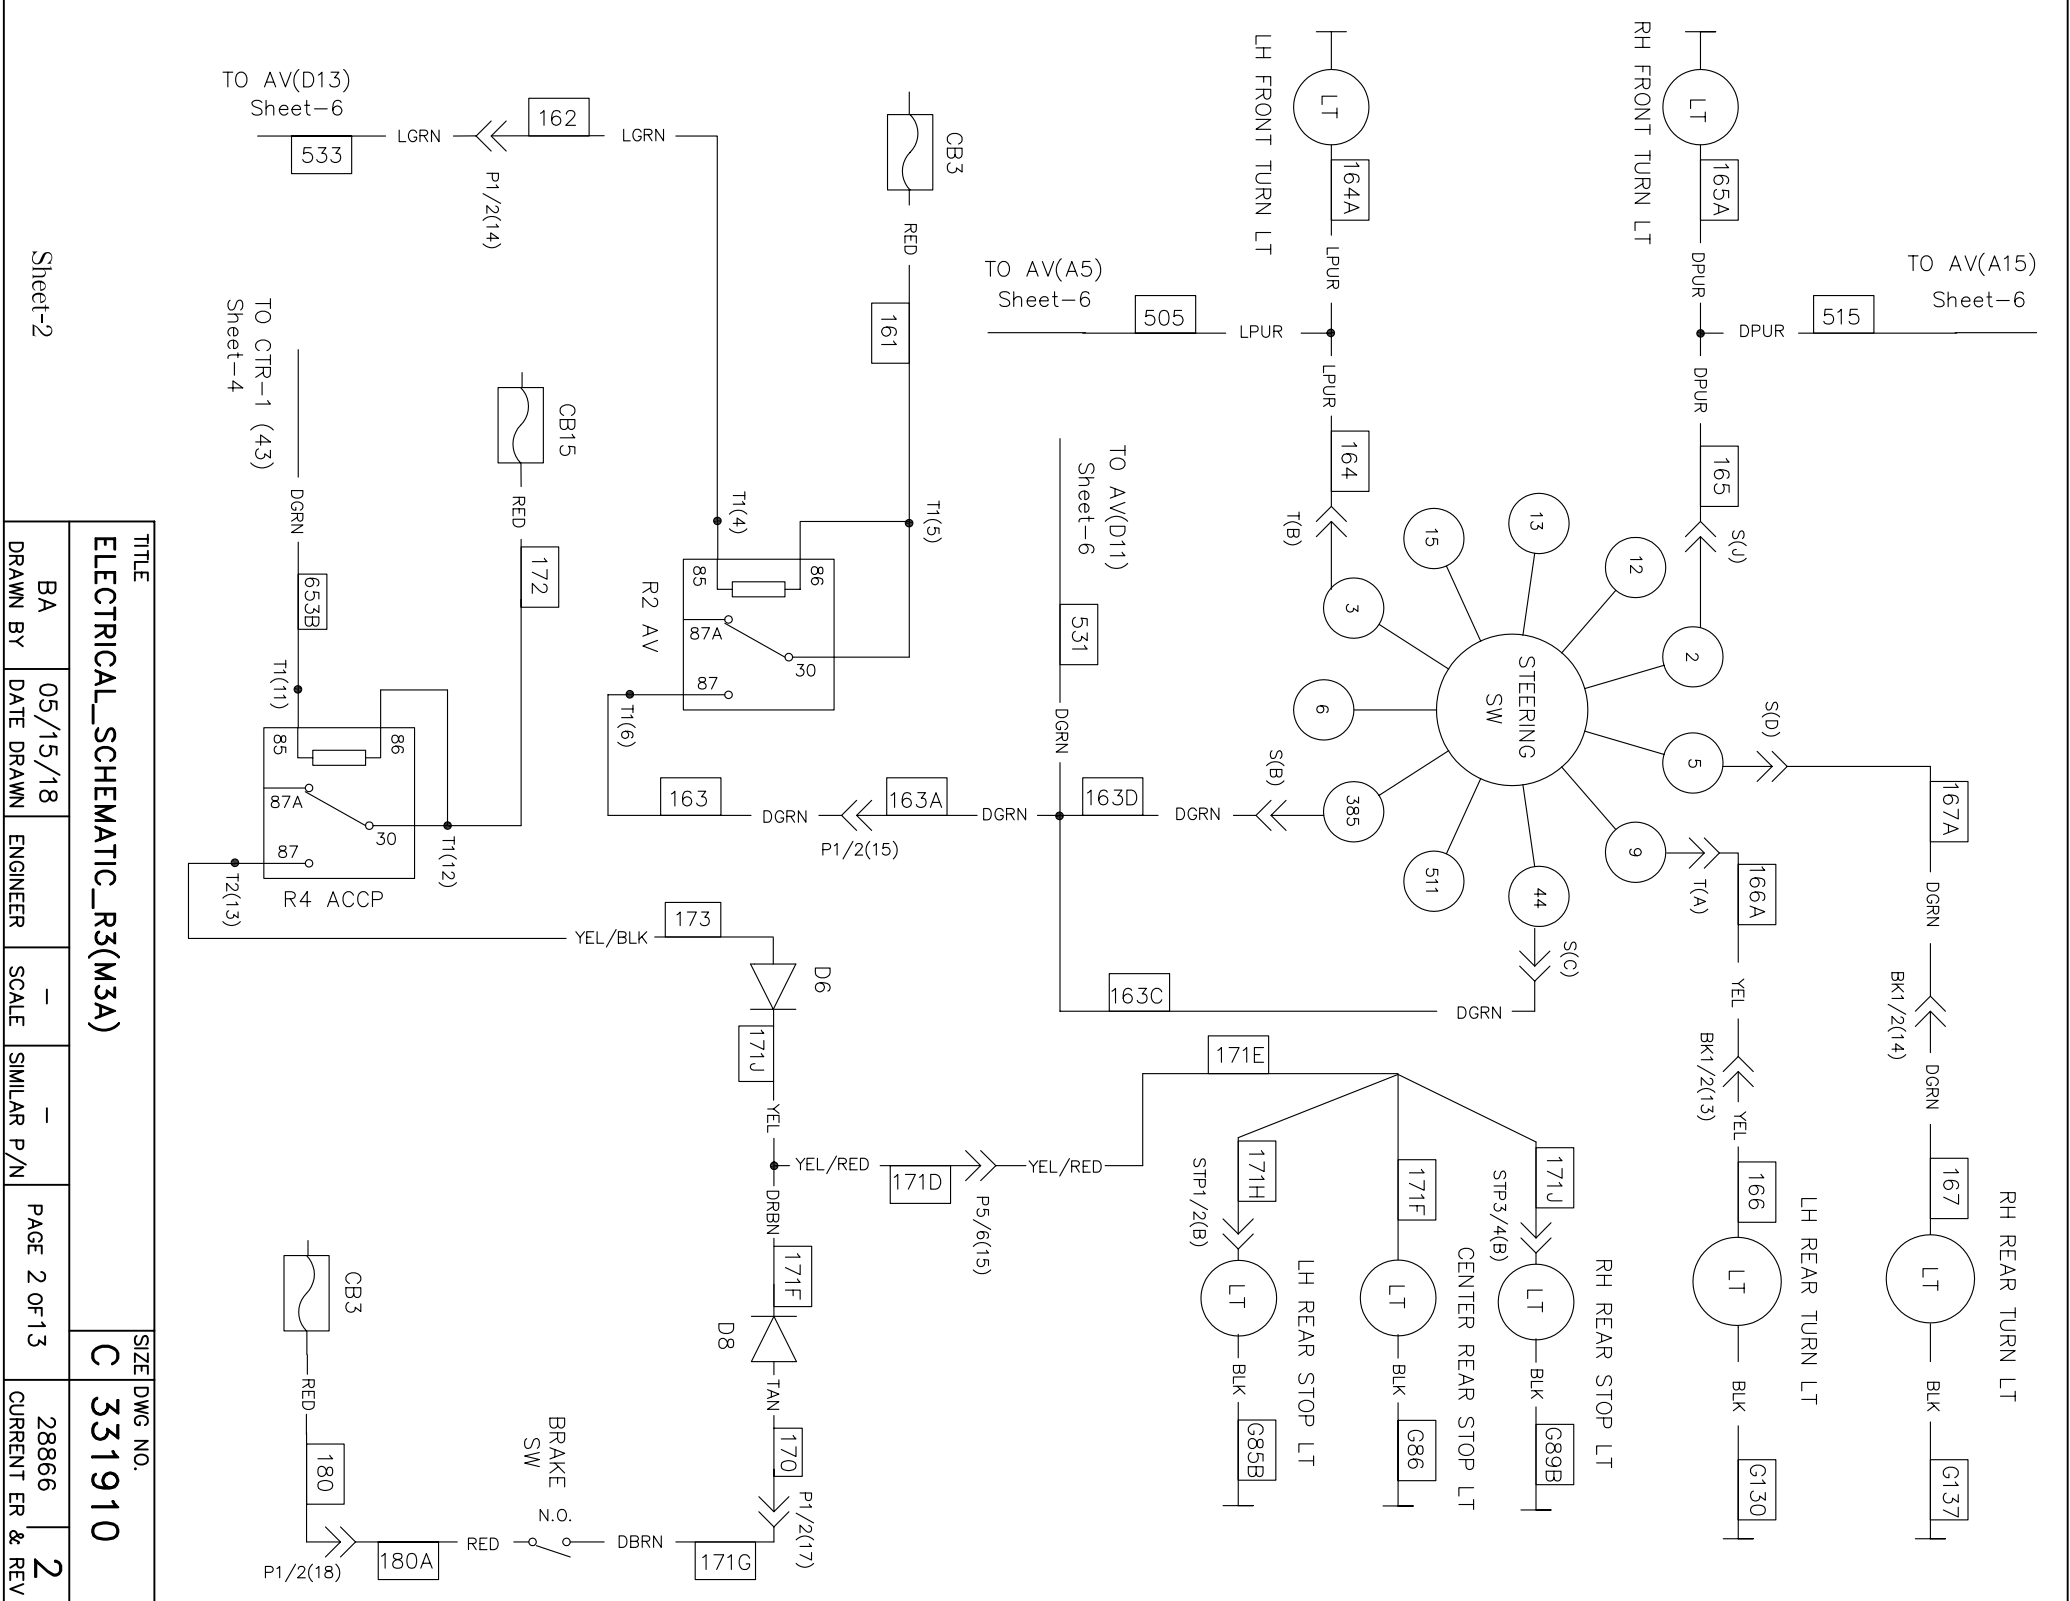 RH FRONT TURN LT
LT
165A
DPUR
TO AV(A15)
Sheet-6
515
DPUR
DPUR
165
S(J)
LH FRONT TURN LT
LT
164A
LPUR
TO AV(A5)
Sheet-6
505
LPUR
LPUR
164
T(B)
STEERING
SW
15
13
12
2
5
9
44
511
385
6
3
S(D)
167A
DGRN
BK1/2(14)
DGRN
167
LT
RH REAR TURN LT
BLK
G137
T(A)
166A
YEL
BK1/2(13)
YEL
166
LT
LH REAR TURN LT
BLK
G130
S(C)
DGRN
163C
S(B)
DGRN
163D
TO AV(D11)
Sheet-6
531
DGRN
DGRN
163A
P1/2(15)
DGRN
163
T1(6)
CB3
RED
161
T1(5)
TO AV(D13)
Sheet-6
533
LGRN
P1/2(14)
162
LGRN
T1(4)
85
86
87A
30
87
R2 AV
CB15
RED
172
TO CTR-1 (43)
Sheet-4
DGRN
653B
T1(11)
85
86
87A
30
87
T1(12)
T2(13)
R4 ACCP
YEL/BLK
173
D6
171J
YEL
YEL/RED
171D
P5/6(15)
YEL/RED
171E
171H
STP1/2(B)
LT
LH REAR STOP LT
BLK
G85B
171F
LT
CENTER REAR STOP LT
BLK
G86
171J
STP3/4(B)
LT
RH REAR STOP LT
BLK
G89B
DRBN
171F
D8
TAN
170
P1/2(17)
171G
DBRN
BRAKE
SW
N.O.
RED
180A
P1/2(18)
180
RED
CB3
Sheet-2
TITLE
ELECTRICAL_SCHEMATIC_R3(M3A)
SIZE
C
DWG NO.
3319910
BA
DRAWN BY
05/15/18
DATE DRAWN
ENGINEER
-
SCALE
-
SIMILAR P/N
PAGE 2 OF13
28866
2
CURRENT ER & REV